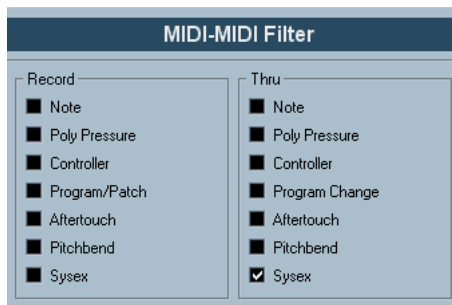 MIDI-MIDI Filter
Record
Note
Poly Pressure
Controller
Program/Patch
Aftertouch
Pitchbend
Sysex
Thru
Note
Poly Pressure
Controller
Program Change
Aftertouch
Pitchbend
Sysex